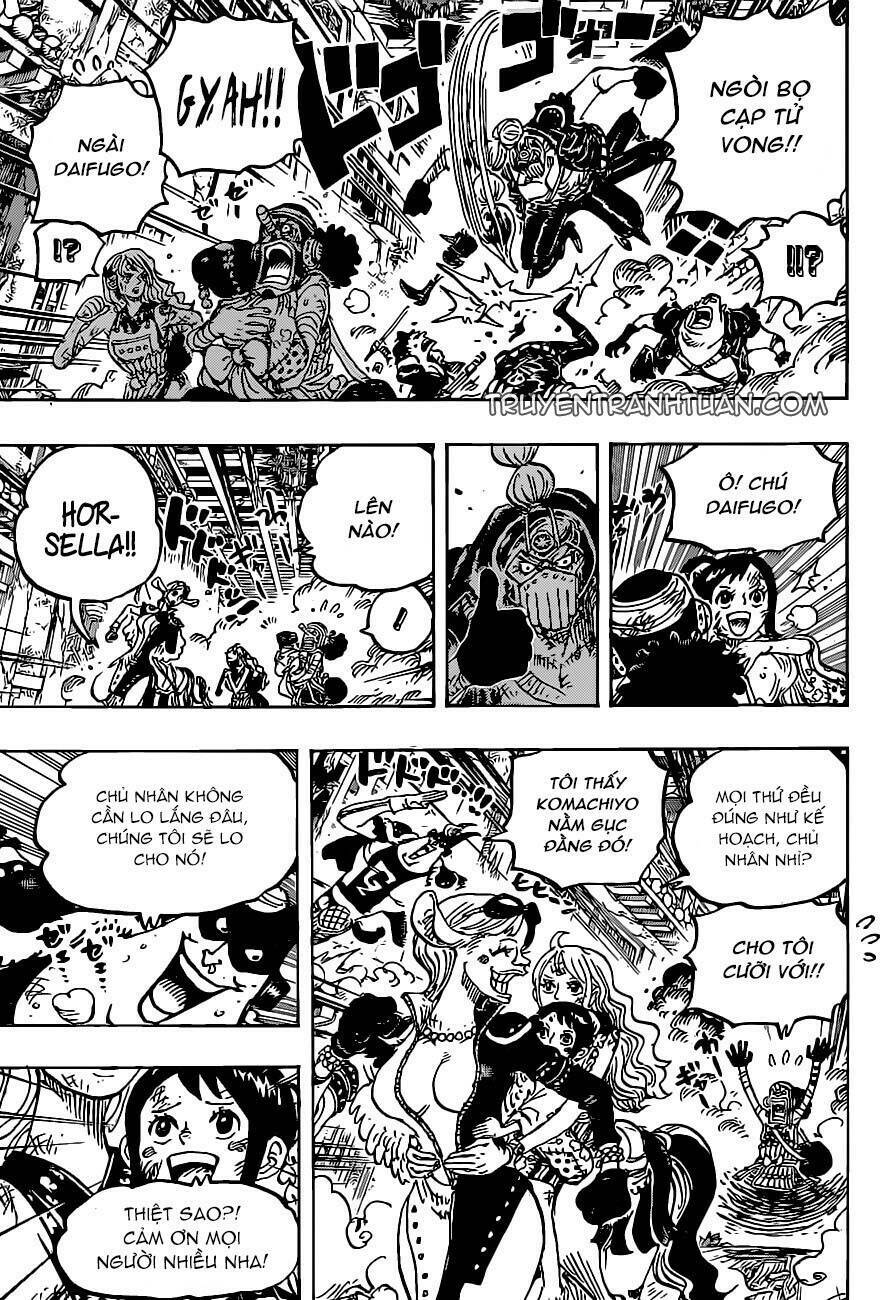 NGÒI BỌ
CẠP TỬ
VONG!!
ドゴゴ
GYAH!!
NGÀI
DAIFUGO!
!!?
!?
TRUYENTRANHTUAN.COM
Ô! CHÚ
DAIFUGO!
LÊN
NÀO!
HOR-
SELLA!!
!
MỌI THỨ ĐỀU
ĐÚNG NHƯ KẾ
HOẠCH, CHỦ
NHÂN NHỈ?
TÔI THẤY
KOMACHIYO
NẰM GỤC
ĐẰNG ĐÓ!
CHO TÔI
CƯỠI VỚI!!
CHỦ NHÂN KHÔNG
CẦN LO LẮNG ĐÂU,
CHÚNG TÔI SẼ LO
CHO NÓ!
THIỆT SAO?!
CẢM ƠN MỌI
NGƯỜI NHIỀU NHA!